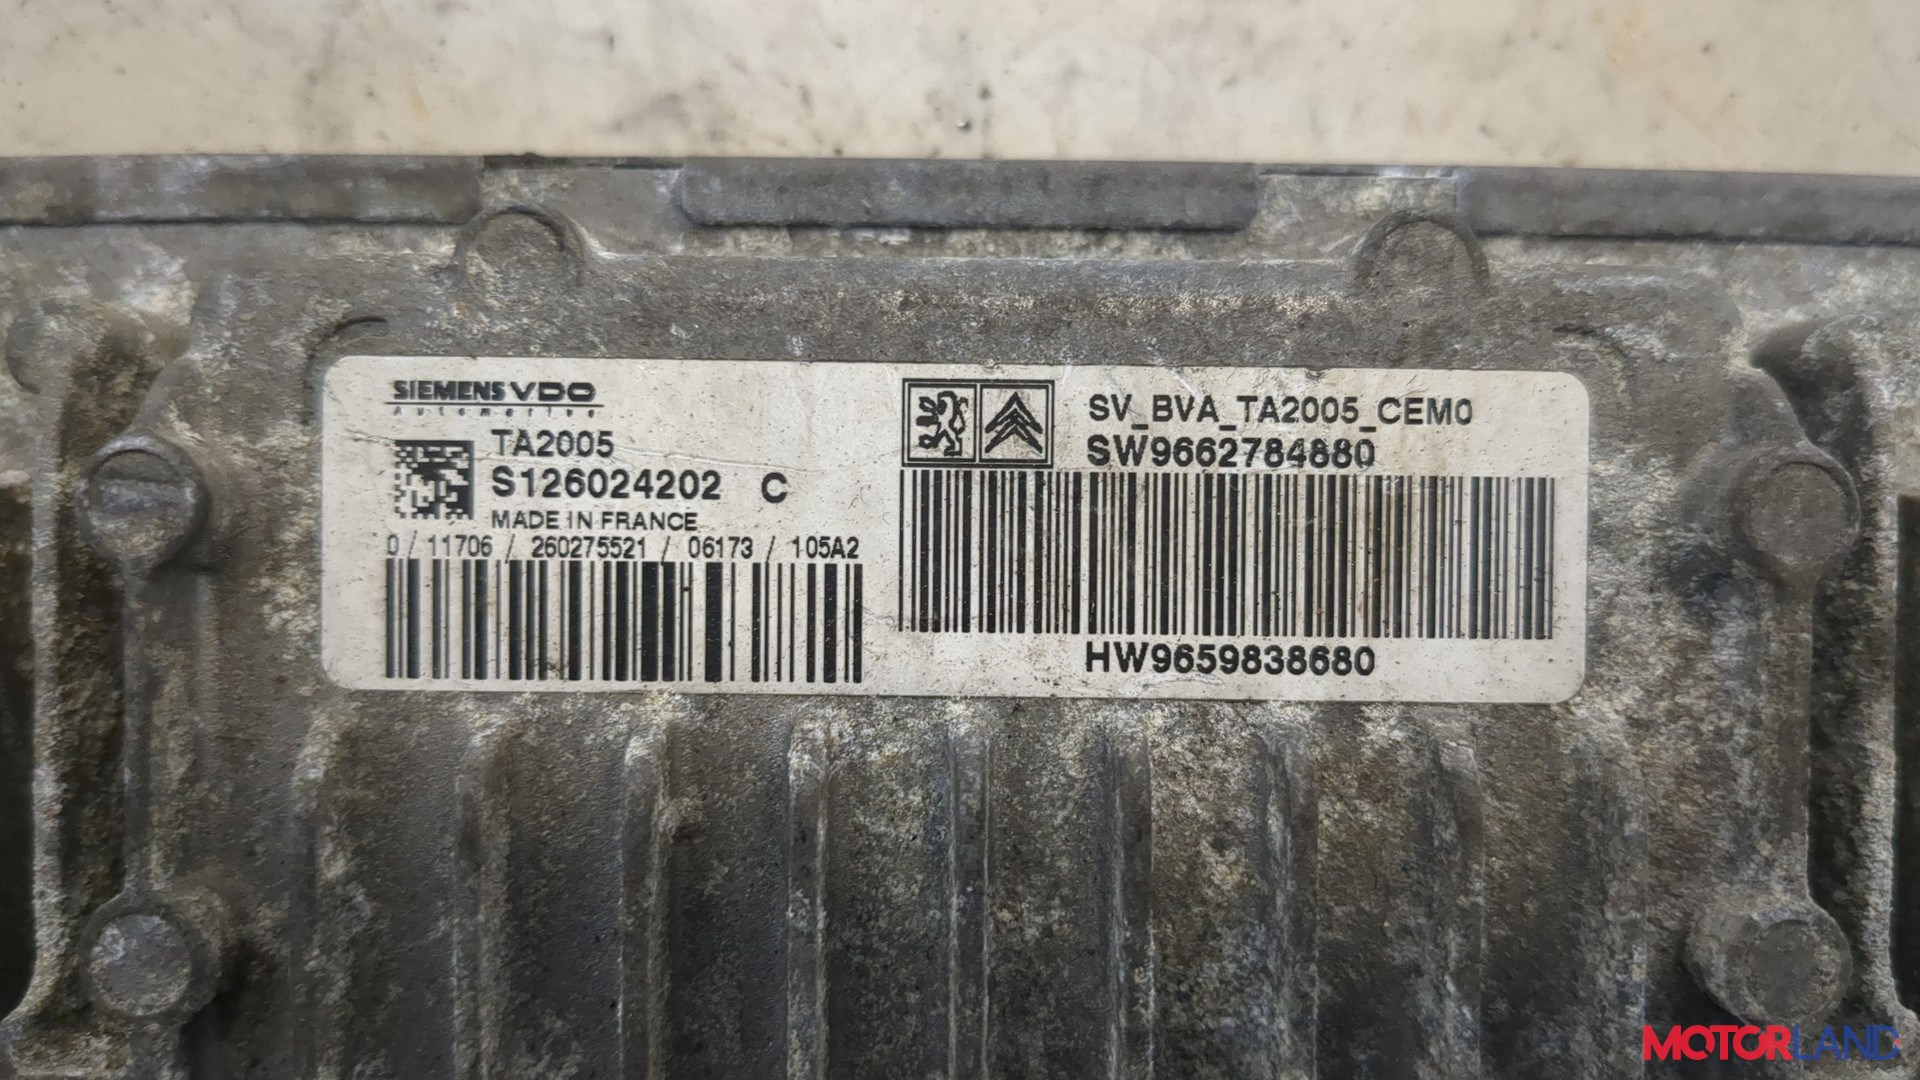 SIEMENS VDO
Automotive
TA2005
S126024202 C
MADE IN FRANCE
0 / 11706 / 260275521 / 06173 / 105A2
SV_BVA_TA2005_CEM0
SW9662784880
HW9659838680
MOTORLAND